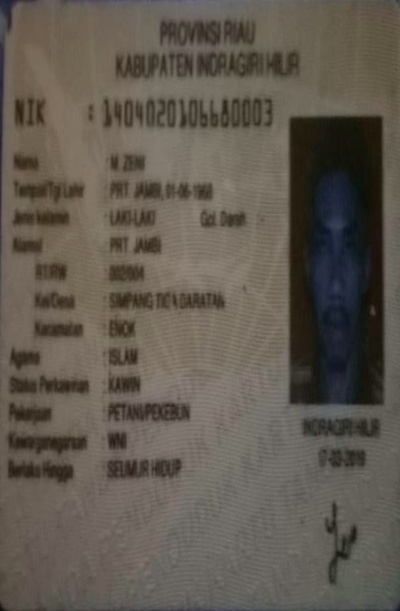 PROVINSI RIAU
KABUPATEN INDRAGIRI HILIR
NIK : 1404020106680003
Nama : M. ZENI
Tempat/Tgl Lahir : PRT JAMBI, 01-06-1968
Jenis kelamin : LAKI-LAKI Gol. Darah : -
Alamat : PRT JAMBI
RT/RW : 002/004
Kel/Desa : SIMPANG DARATAN
Kecamatan : ENOK
Agama : ISLAM
Status Perkawinan : KAWIN
Pekerjaan : PETANI/PEKEBUN
Kewarganegaraan : WNI
Berlaku Hingga : SEUMUR HIDUP
INDRAGIRI HILIR